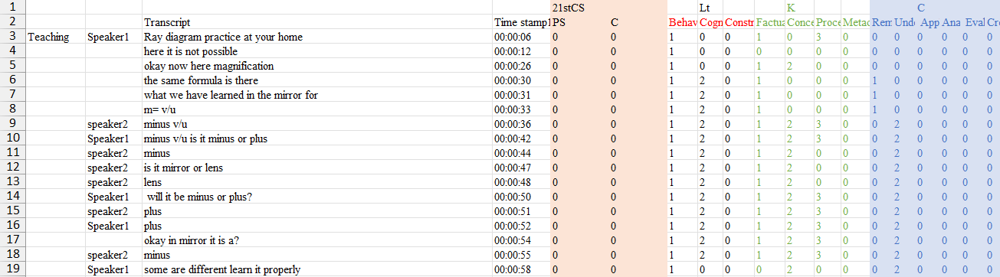 1 21stCS Lt K C
2 Transcript Time stamp1 PS C Behav Cogn Constr Factua Conce Proce Metac Rem Und App Ana Eval Cre
3 Teaching Speaker1 Ray diagram practice at your home 00:00:06 0 0 1 0 0 1 0 3 0 0 0 0 0 0 0
4 here it is not possible 00:00:12 0 0 1 0 0 0 0 0 0 0 0 0 0 0 0
5 okay now here magnification 00:00:26 0 0 1 0 0 1 2 0 0 0 0 0 0 0 0
6 the same formula is there 00:00:30 0 0 1 2 0 1 0 0 0 1 0 0 0 0 0
7 what we have learned in the mirror for 00:00:31 0 0 1 2 0 1 0 0 0 1 0 0 0 0 0
8 m= v/u 00:00:33 0 0 1 2 0 1 0 0 0 1 0 0 0 0 0
9 speaker2 minus v/u 00:00:36 0 0 1 2 0 1 2 3 0 0 2 0 0 0 0
10 Speaker1 minus v/u is it minus or plus 00:00:42 0 0 1 2 0 1 2 3 0 0 2 0 0 0 0
11 speaker2 minus 00:00:44 0 0 1 2 0 1 2 0 0 0 2 0 0 0 0
12 speaker2 is it mirror or lens 00:00:47 0 0 1 2 0 1 2 0 0 0 2 0 0 0 0
13 speaker2 lens 00:00:48 0 0 1 2 0 1 2 0 0 0 2 0 0 0 0
14 Speaker1 will it be minus or plus? 00:00:50 0 0 1 2 0 1 2 3 0 0 2 0 0 0 0
15 speaker2 plus 00:00:51 0 0 1 2 0 1 2 3 0 0 2 0 0 0 0
16 Speaker1 plus 00:00:52 0 0 1 2 0 1 2 3 0 0 2 0 0 0 0
17 okay in mirror it is a? 00:00:54 0 0 1 2 0 1 2 3 0 0 2 0 0 0 0
18 speaker2 minus 00:00:55 0 0 1 2 0 1 2 3 0 0 2 0 0 0 0
19 Speaker1 some are different learn it properly 00:00:58 0 0 1 0 0 0 2 0 0 0 2 0 0 0 0